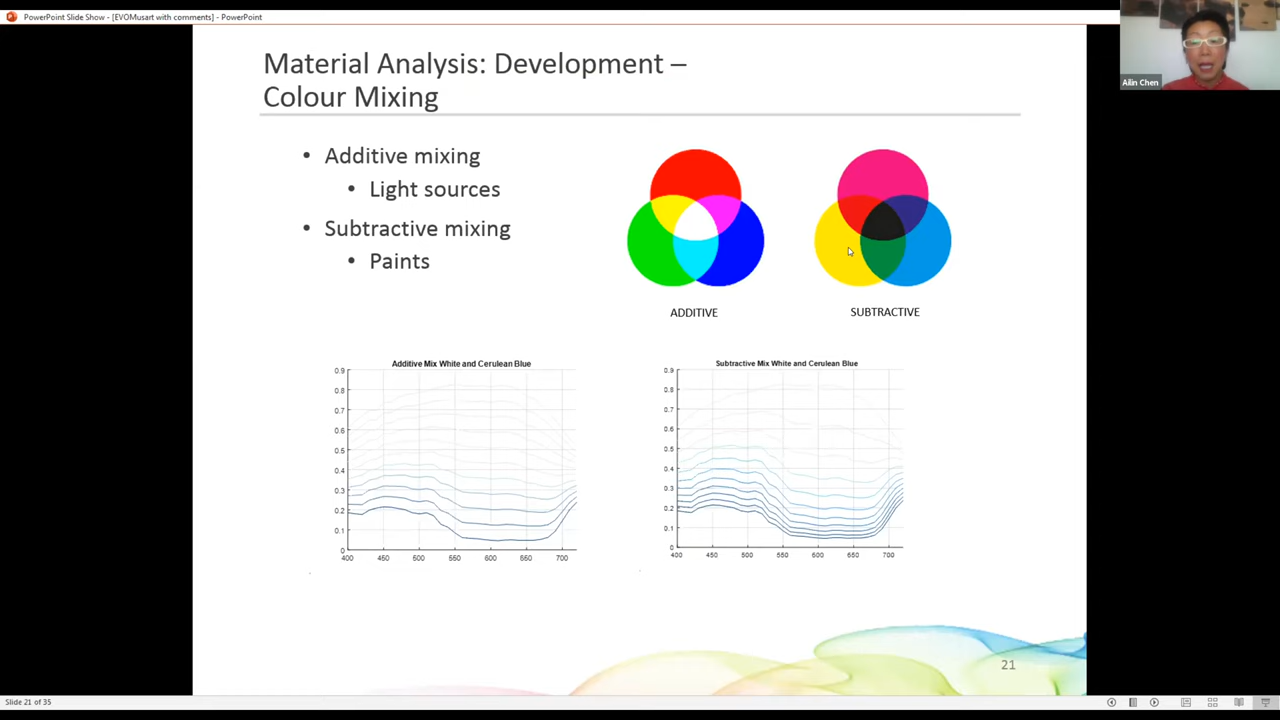 PowerPoint Slide Show - [EVOMusart with comments] - PowerPoint
Ailin Chen
Material Analysis: Development –
Colour Mixing
• Additive mixing
• Light sources
• Subtractive mixing
• Paints
ADDITIVE
SUBTRACTIVE
Additive Mix White and Cerulean Blue
0.9
0.8
0.7
0.6
0.5
0.4
0.3
0.2
0.1
0
400 450 500 550 600 650 700
Subtractive Mix White and Cerulean Blue
0.9
0.8
0.7
0.6
0.5
0.4
0.3
0.2
0.1
0
400 450 500 550 600 650 700
21
Slide 21 of 35